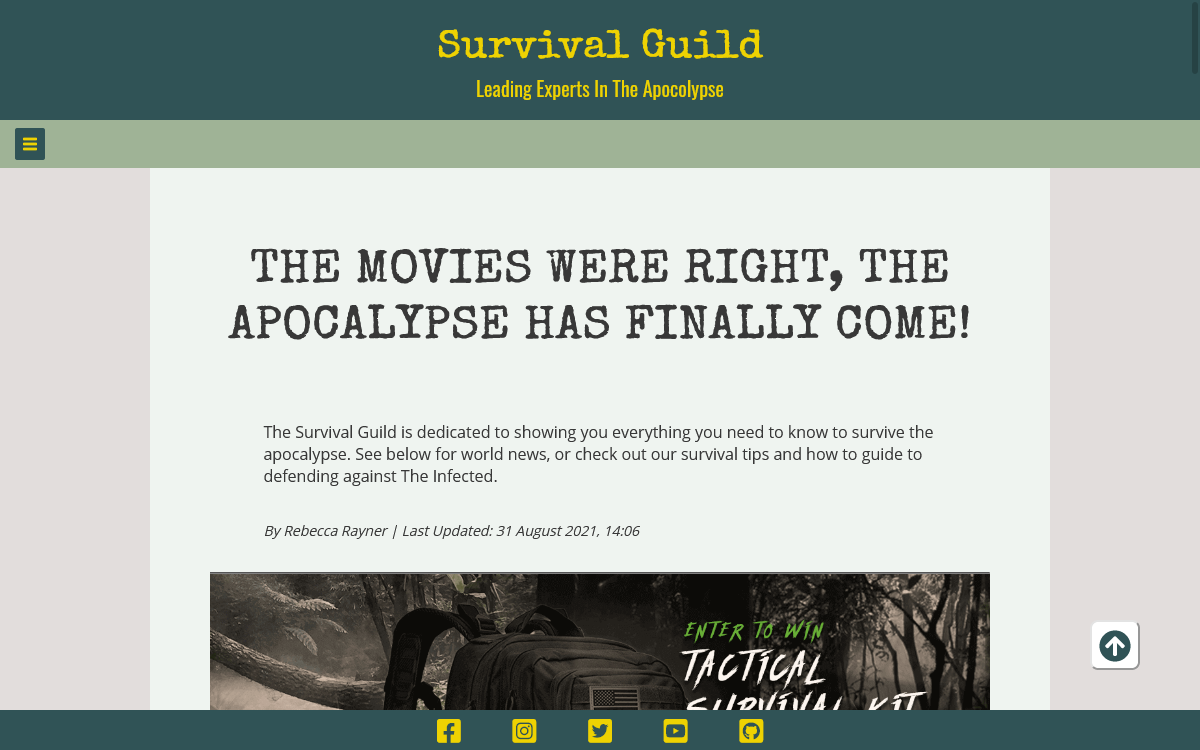 Survival Guild
Leading Experts In The Apocolypse
THE MOVIES WERE RIGHT, THE
APOCALYPSE HAS FINALLY COME!
The Survival Guild is dedicated to showing you everything you need to know to survive the
apocalypse. See below for world news, or check out our survival tips and how to guide to
defending against The Infected.
By Rebecca Rayner | Last Updated: 31 August 2021, 14:06
ENTER TO WIN
TACTICAL
SURVIVAL KIT